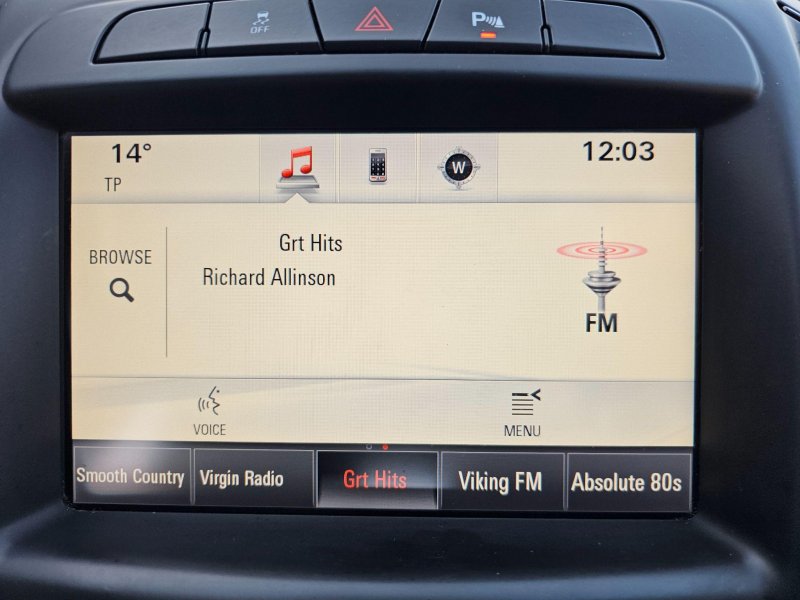 OFF
P
14°
TP
W
12:03
BROWSE
Grt Hits
Richard Allinson
FM
VOICE
MENU
Smooth Country
Virgin Radio
Grt Hits
Viking FM
Absolute 80s